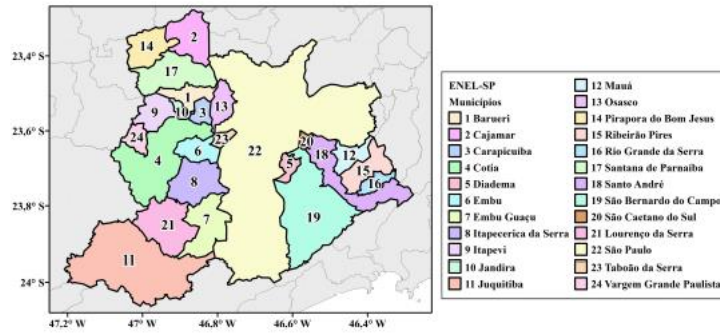 23,4° S
23,6° S
23,8° S
24° S
47,2° W
47° W
46,8° W
46,6° W
46,4° W
14
2
17
1
9
10
3
13
24
23
4
6
22
20
5
18
12
15
16
8
19
21
7
11
ENEL-SP
Municípios
1 Barueri
2 Cajamar
3 Carapicuíba
4 Cotia
5 Diadema
6 Embu
7 Embu Guaçu
8 Itapecerica da Serra
9 Itapevi
10 Jandira
11 Juquitiba
12 Mauá
13 Osasco
14 Pirapora do Bom Jesus
15 Ribeirão Pires
16 Rio Grande da Serra
17 Santana de Parnaíba
18 Santo André
19 São Bernardo do Campo
20 São Caetano do Sul
21 Lourenço da Serra
22 São Paulo
23 Taboão da Serra
24 Vargem Grande Paulista